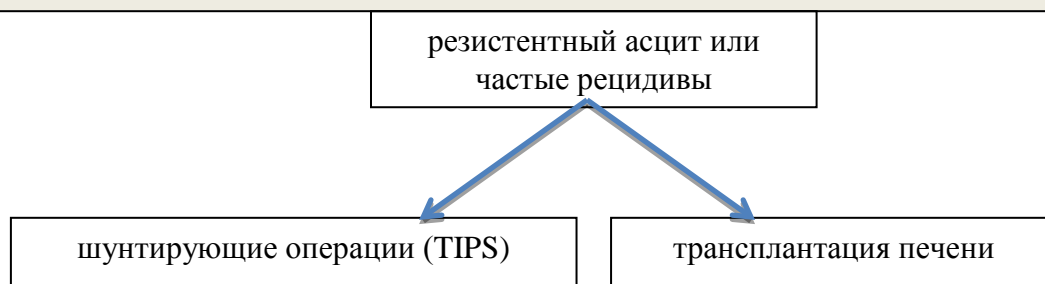 резистентный асцит или
частые рецидивы
шунтирующие операции (TIPS)
трансплантация печени